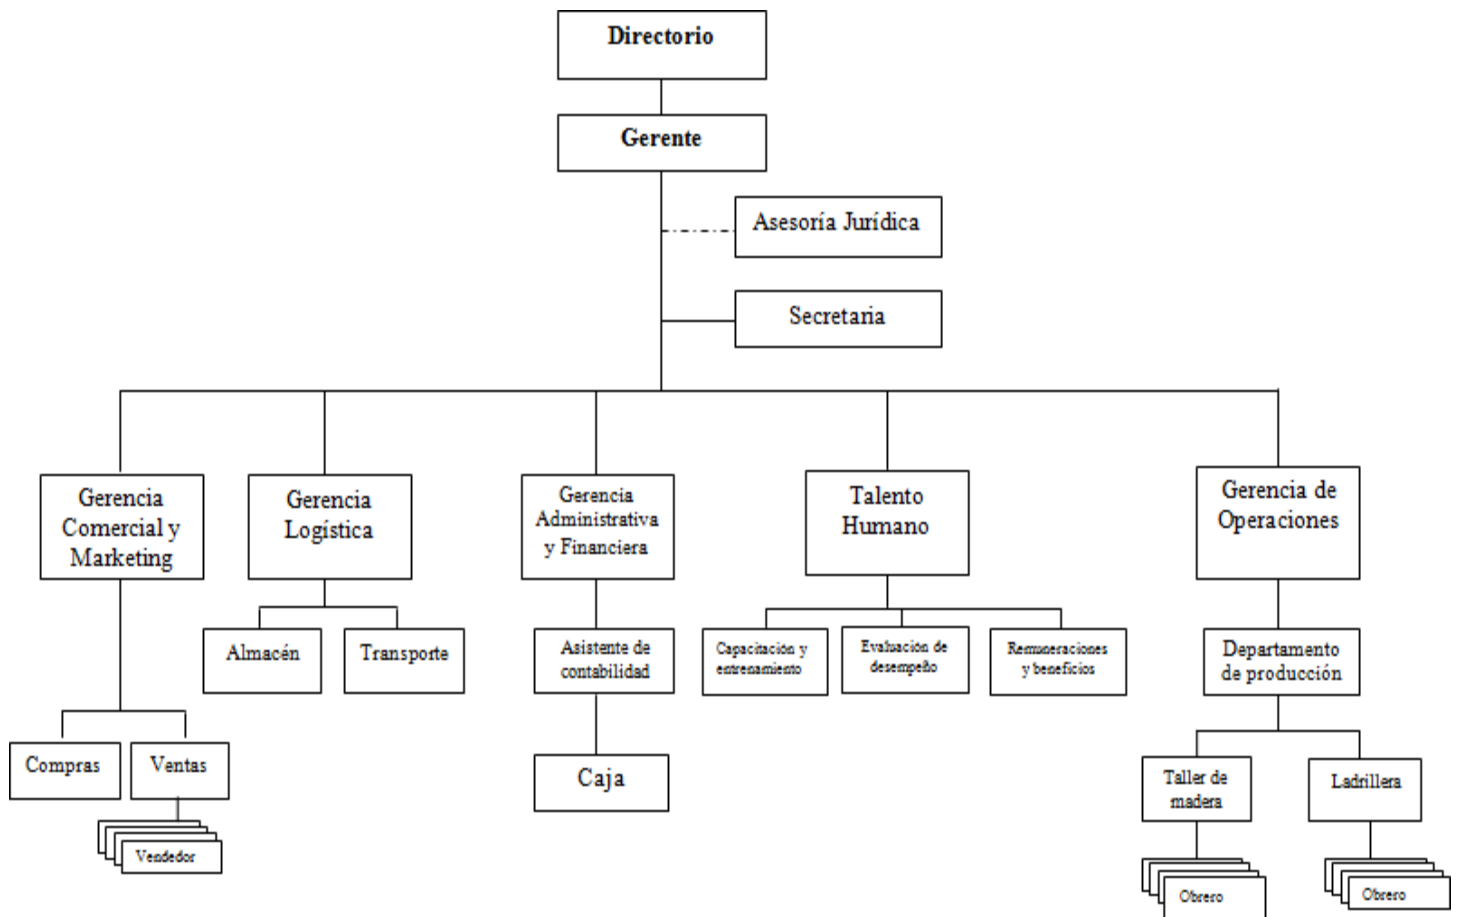 Directorio
Gerente
Asesoría Jurídica
Secretaria
Gerencia
Comercial y
Marketing
Gerencia
Logística
Gerencia
Administrativa
y Financiera
Talento
Humano
Gerencia de
Operaciones
Almacén
Transporte
Asistente de
contabilidad
Capacitación y
entrenamiento
Evaluación de
desempeño
Remuneraciones
y beneficios
Departamento
de producción
Compras
Ventas
Caja
Taller de
madera
Ladrillera
Vendedor
Obrero
Obrero